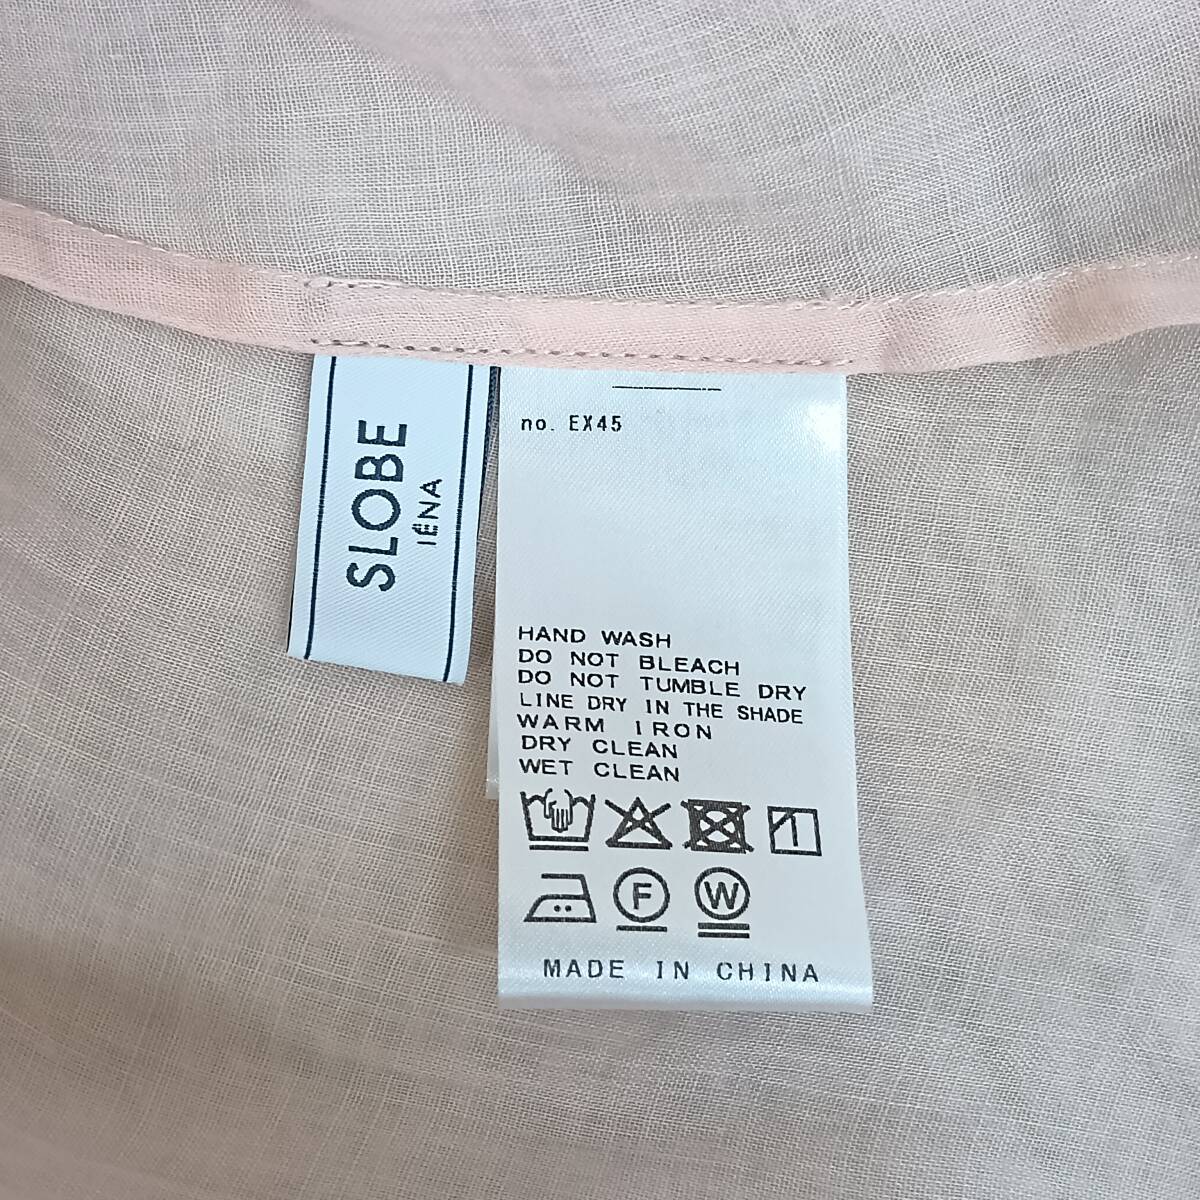 SLOBE
IÉNA
no. EX45
HAND WASH
DO NOT BLEACH
DO NOT TUMBLE DRY
LINE DRY IN THE SHADE
WARM IRON
DRY CLEAN
WET CLEAN
F W
MADE IN CHINA